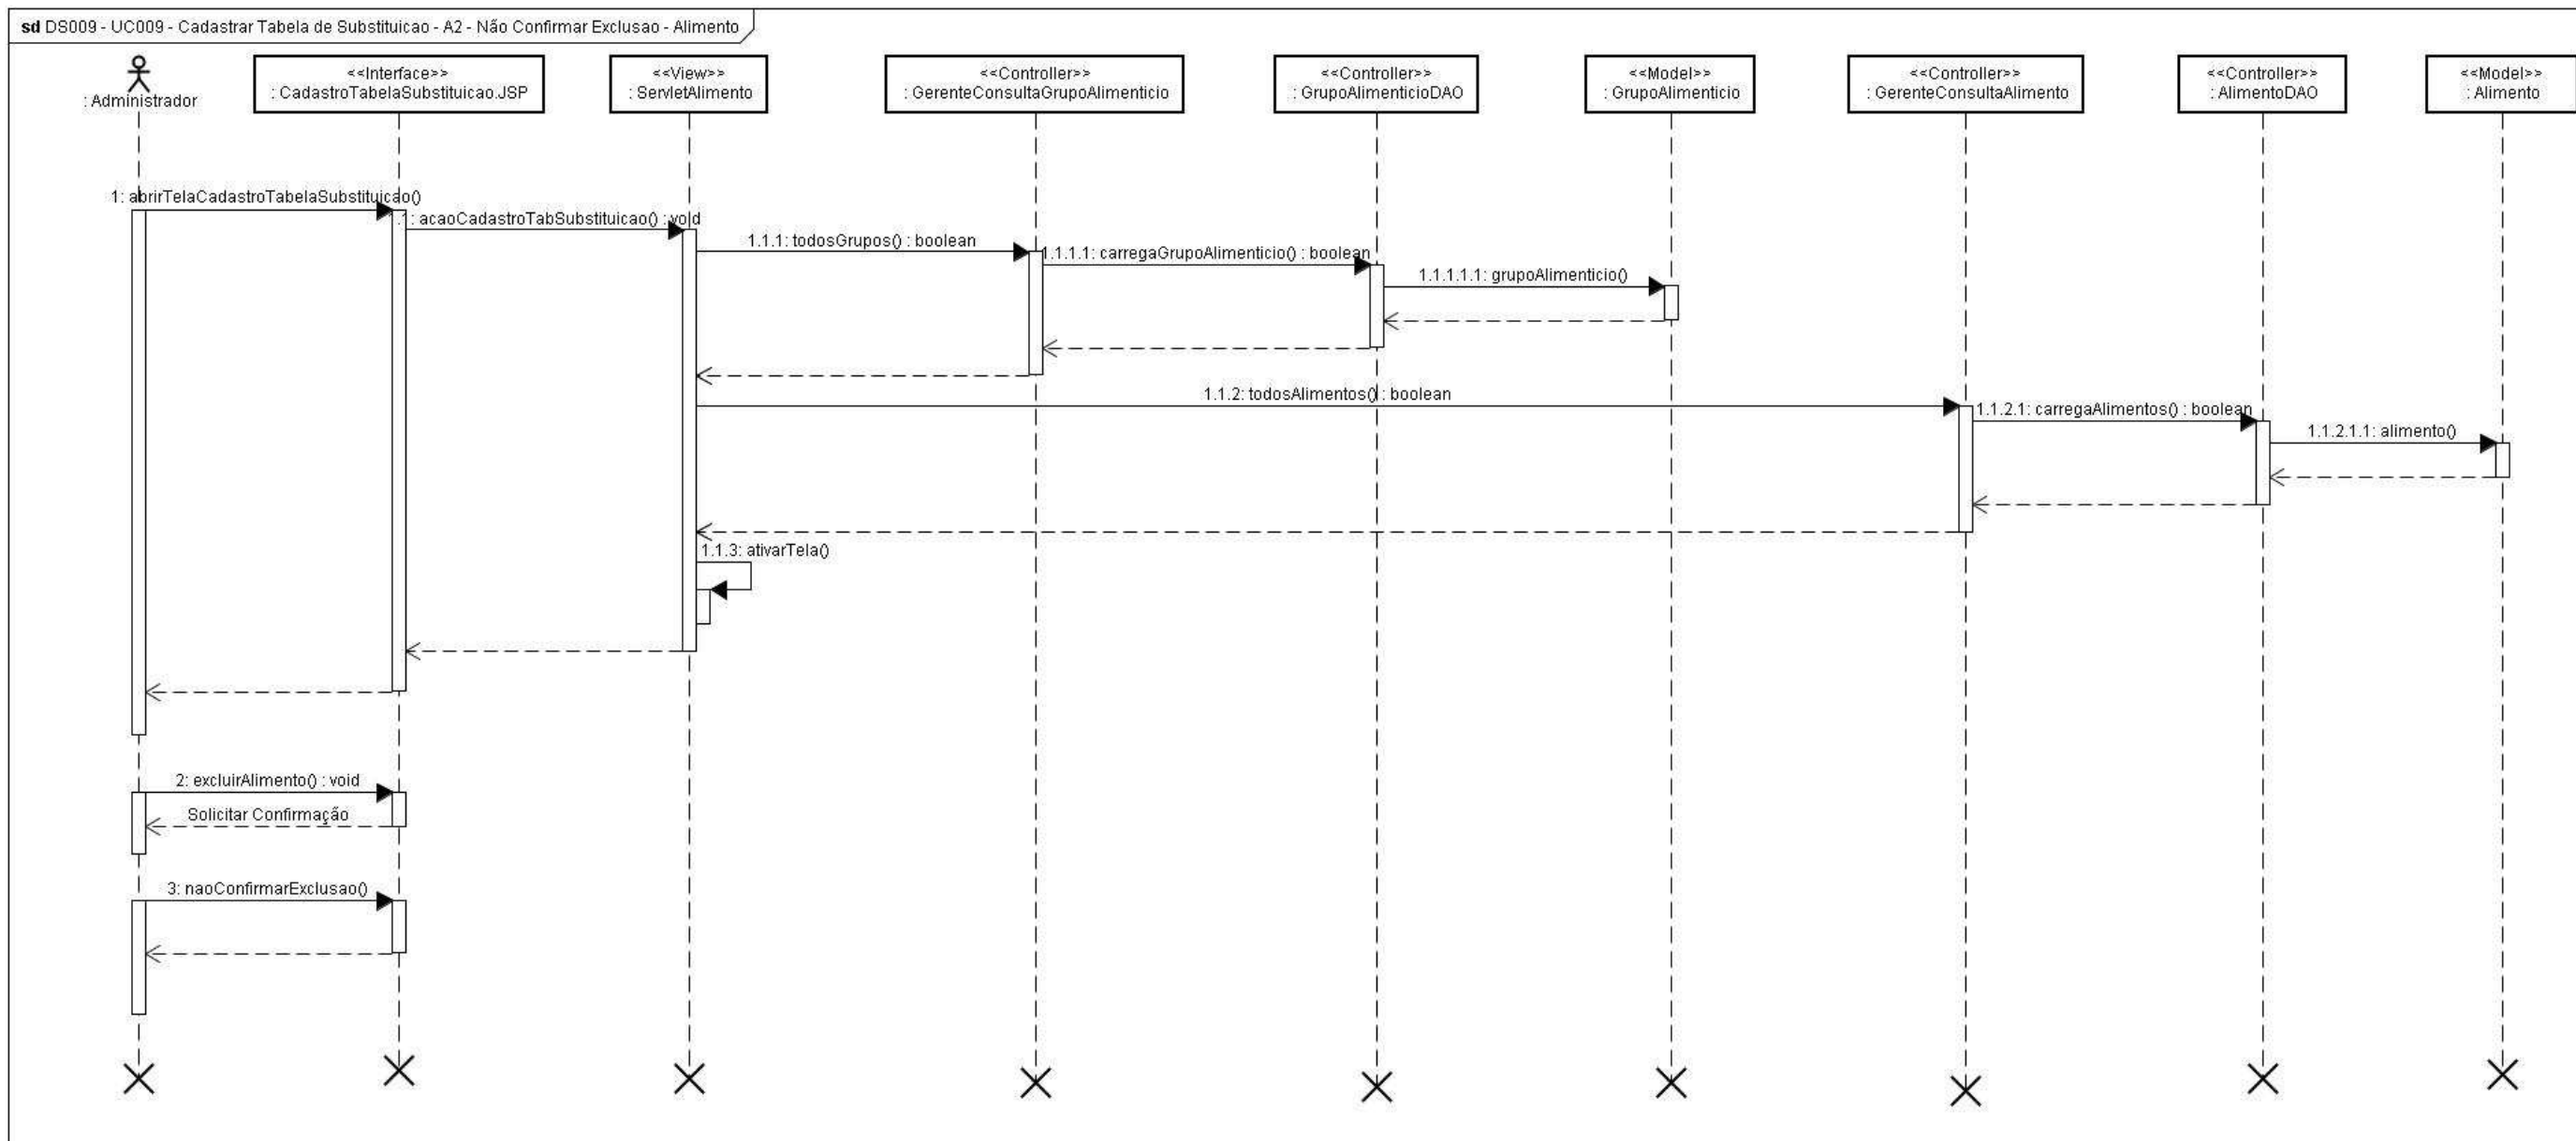 sd DS009 - UC009 - Cadastrar Tabela de Substituicao - A2 - Não Confirmar Exclusao - Alimento
: Administrador
<<Interface>>
: CadastroTabelaSubstituicao.JSP
<<View>>
: ServletAlimento
<<Controller>>
: GerenteConsultaGrupoAlimenticio
<<Controller>>
: GrupoAlimenticioDAO
<<Model>>
: GrupoAlimenticio
<<Controller>>
: GerenteConsultaAlimento
<<Controller>>
: AlimentoDAO
<<Model>>
: Alimento
1: abrirTelaCadastroTabelaSubstituicao()
.1: acaoCadastroTabSubstituicao() : void
1.1.1: todosGrupos() : boolean
1.1.1.1: carregaGrupoAlimenticio() : boolean
1.1.1.1.1: grupoAlimenticio()
1.1.2: todosAlimentos() : boolean
1.1.2.1: carregaAlimentos() : boolean
1.1.2.1.1: alimento()
1.1.3: ativarTela()
2: excluirAlimento() : void
Solicitar Confirmação
3: naoConfirmarExclusao()